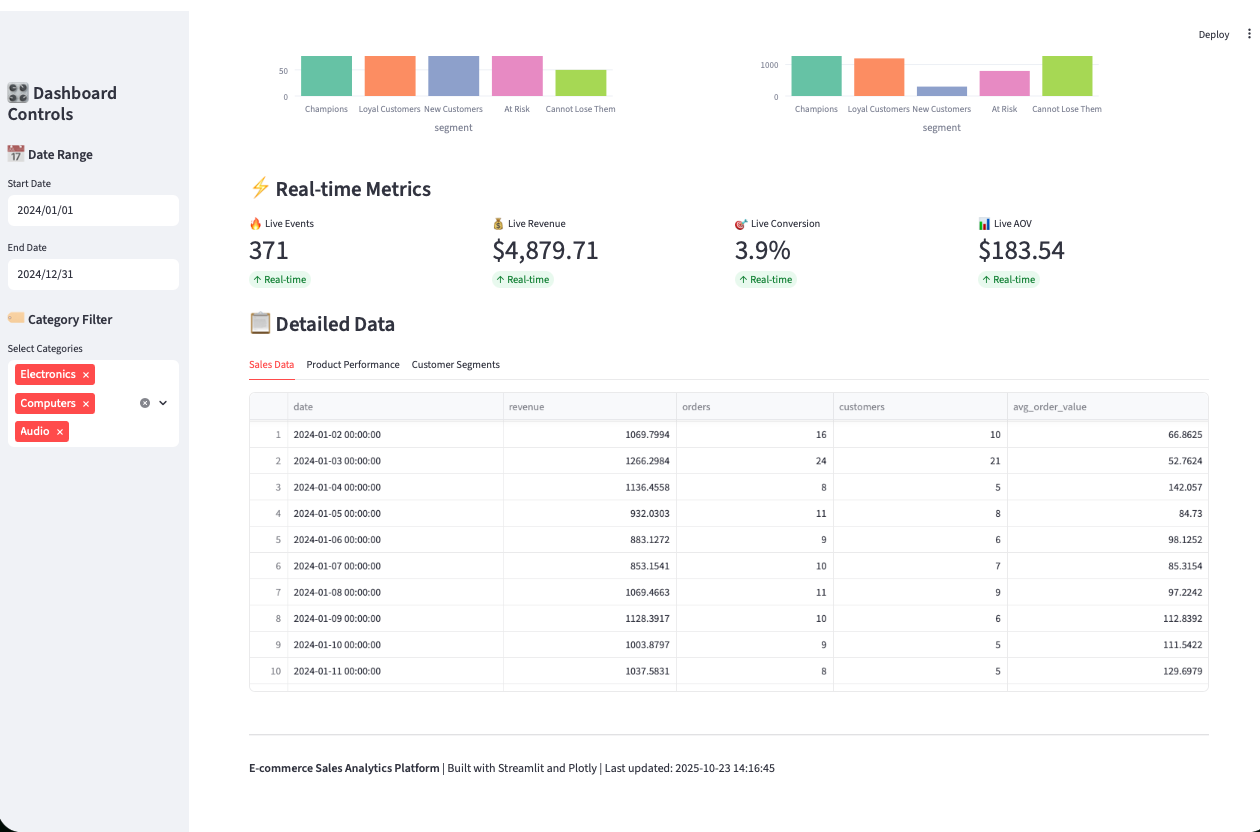 Deploy
Dashboard
Controls
17 Date Range
Start Date
2024/01/01
End Date
2024/12/31
Category Filter
Select Categories
Electronics ×
Computers ×
Audio ×
50
0
Champions Loyal Customers New Customers At Risk Cannot Lose Them
segment
1000
0
Champions Loyal Customers New Customers At Risk Cannot Lose Them
segment
Real-time Metrics
Live Events
371
↑ Real-time
Live Revenue
$4,879.71
↑ Real-time
Live Conversion
3.9%
↑ Real-time
Live AOV
$183.54
↑ Real-time
Detailed Data
Sales Data Product Performance Customer Segments
date revenue orders customers avg_order_value
1 2024-01-02 00:00:00 1069.7994 16 10 66.8625
2 2024-01-03 00:00:00 1266.2984 24 21 52.7624
3 2024-01-04 00:00:00 1136.4558 8 5 142.057
4 2024-01-05 00:00:00 932.0303 11 8 84.73
5 2024-01-06 00:00:00 883.1272 9 6 98.1252
6 2024-01-07 00:00:00 853.1541 10 7 85.3154
7 2024-01-08 00:00:00 1069.4663 11 9 97.2242
8 2024-01-09 00:00:00 1128.3917 10 6 112.8392
9 2024-01-10 00:00:00 1003.8797 9 5 111.5422
10 2024-01-11 00:00:00 1037.5831 8 5 129.6979
E-commerce Sales Analytics Platform | Built with Streamlit and Plotly | Last updated: 2025-10-23 14:16:45